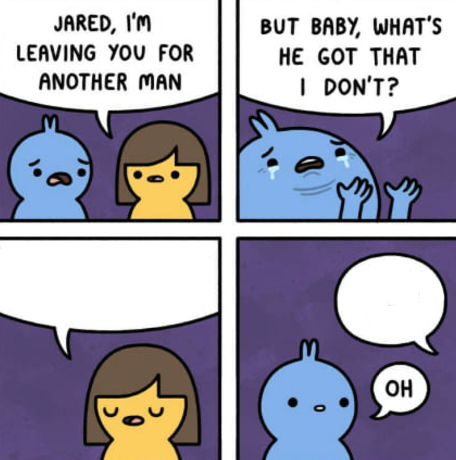 JARED, I'M
LEAVING YOU FOR
ANOTHER MAN
BUT BABY, WHAT'S
HE GOT THAT
I DON'T?
OH